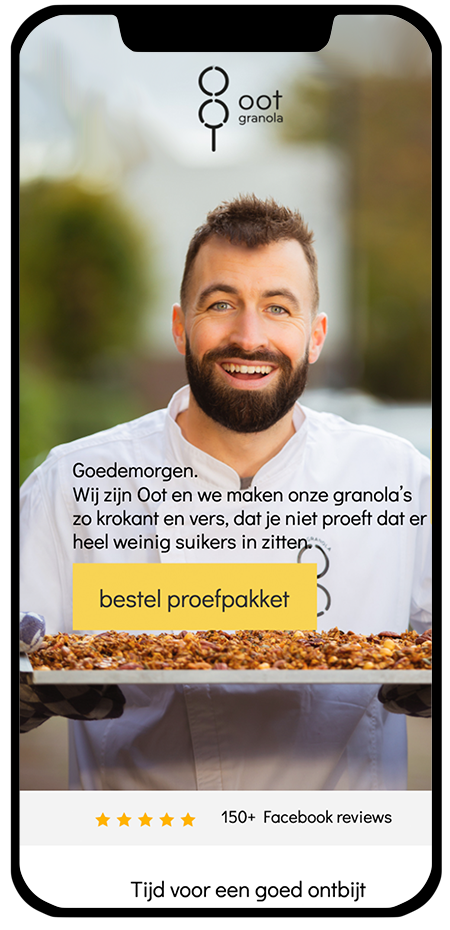 oot
granola
Goedemorgen.
Wij zijn Oot en we maken onze granola's
zo krokant en vers, dat je niet proeft dat er
heel weinig suikers in zitten.
GRANOLA
bestel proefpakket
150+ Facebook reviews
Tijd voor een goed ontbijt